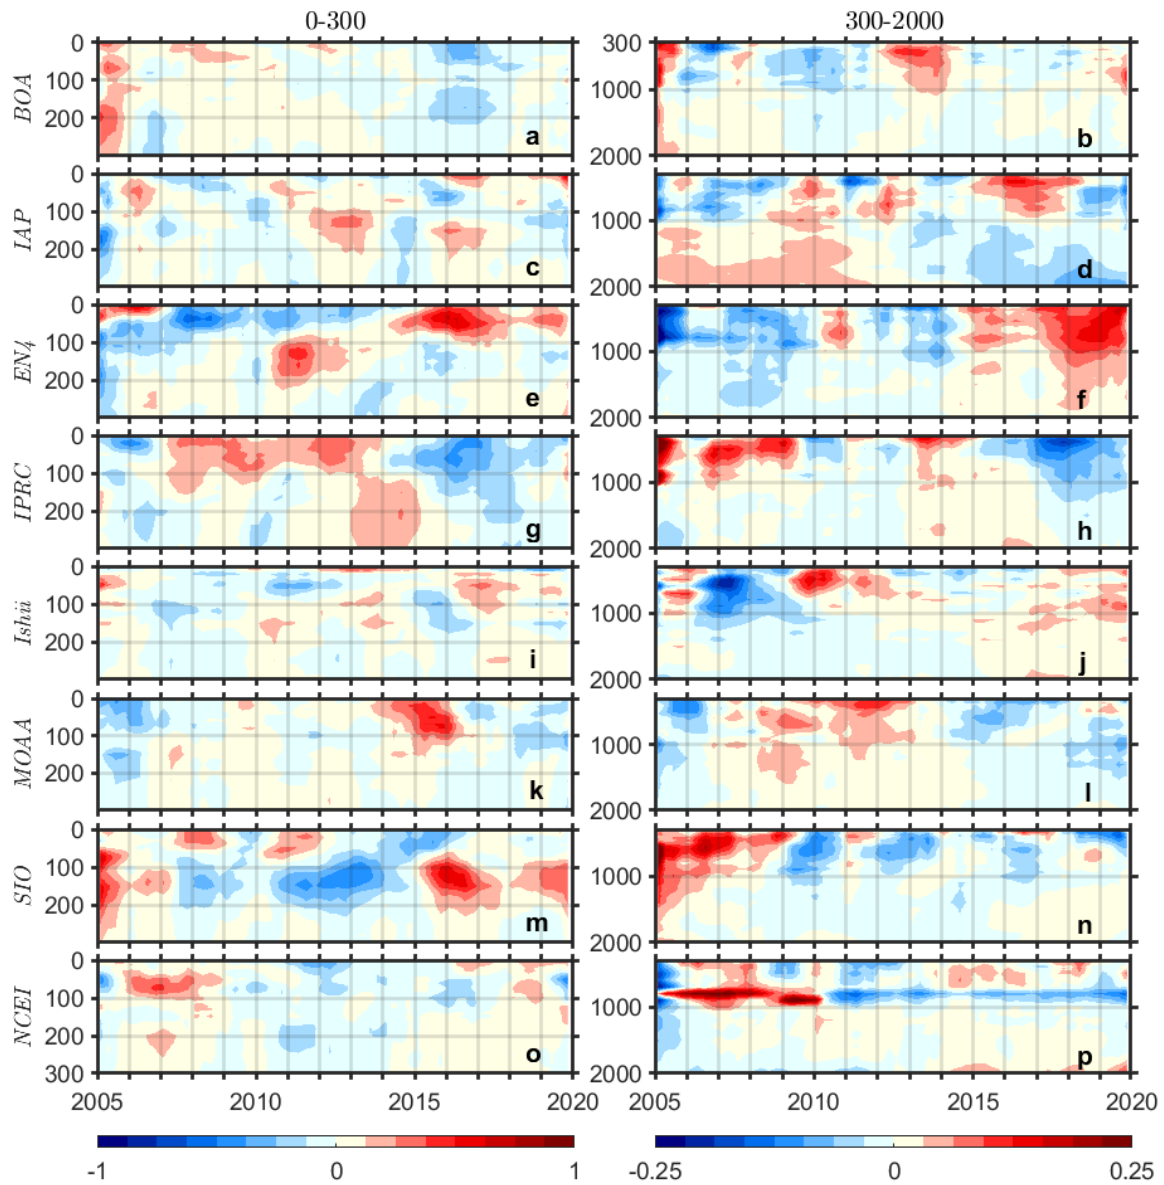 0-300 300-2000
0 300
BOA 100 1000
200 a 2000 b
0
IAP 100 1000
200 c 2000 d
0
EN4 100 1000
200 e 2000 f
0
IPRC 100 1000
200 g 2000 h
0
Ishii 100 1000
200 i 2000 j
0
MOAA 100 1000
200 k 2000 l
0
SIO 100 1000
200 m 2000 n
0
NCEI 100 1000
200 o p
300 2000
2005 2010 2015 2020 2005 2010 2015 2020
-1 0 1 -0.25 0 0.25